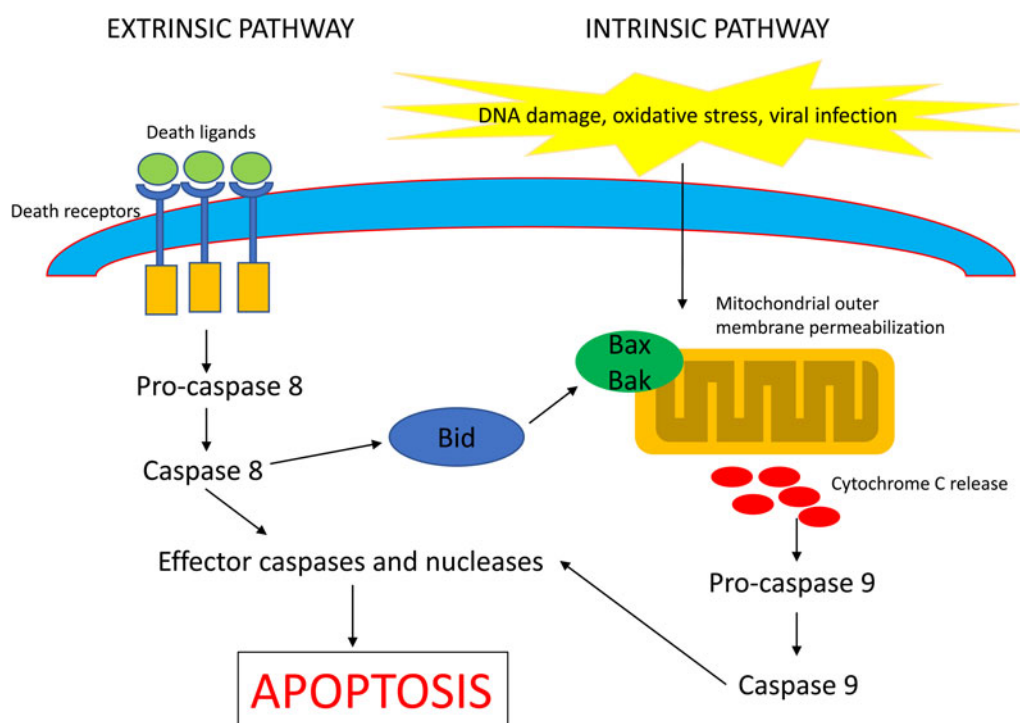 EXTRINSIC PATHWAY
INTRINSIC PATHWAY
DNA damage, oxidative stress, viral infection
Death ligands
Death receptors
Mitochondrial outer
membrane permeabilization
Bax
Bak
Pro-caspase 8
Bid
Caspase 8
Cytochrome C release
Effector caspases and nucleases
Pro-caspase 9
APOPTOSIS
Caspase 9